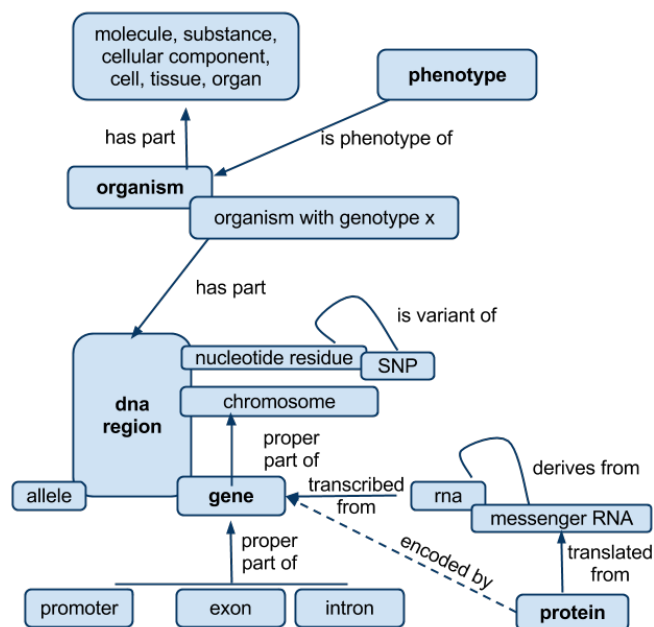 molecule, substance,
cellular component,
cell, tissue, organ
phenotype
has part
is phenotype of
organism
organism with genotype x
has part
is variant of
nucleotide residue
SNP
dna
region
chromosome
proper
part of
derives from
allele
gene
transcribed
from
rna
messenger RNA
encoded by
translated
from
proper
part of
promoter
exon
intron
protein